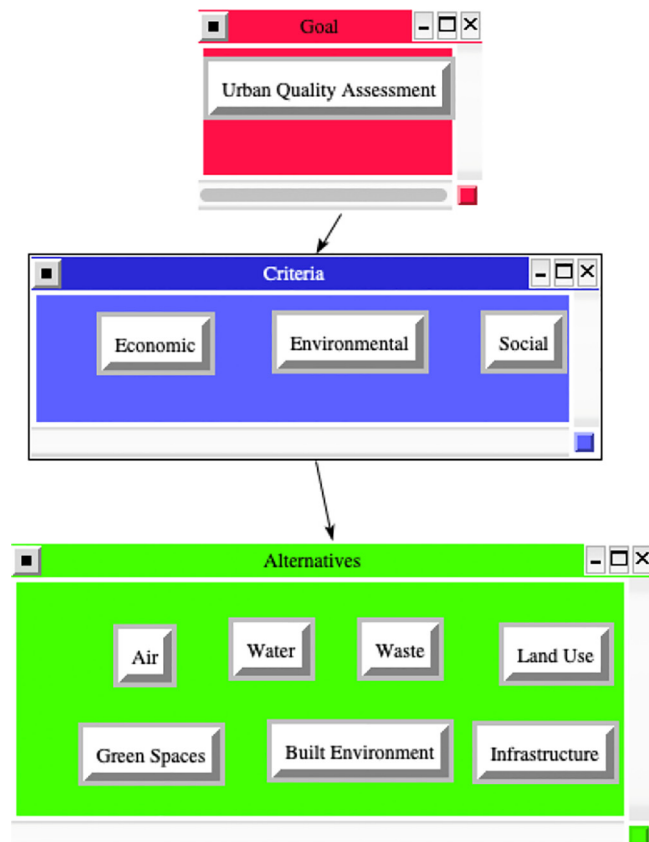 Goal
Urban Quality Assessment
Criteria
Economic
Environmental
Social
Alternatives
Air
Water
Waste
Land Use
Green Spaces
Built Environment
Infrastructure